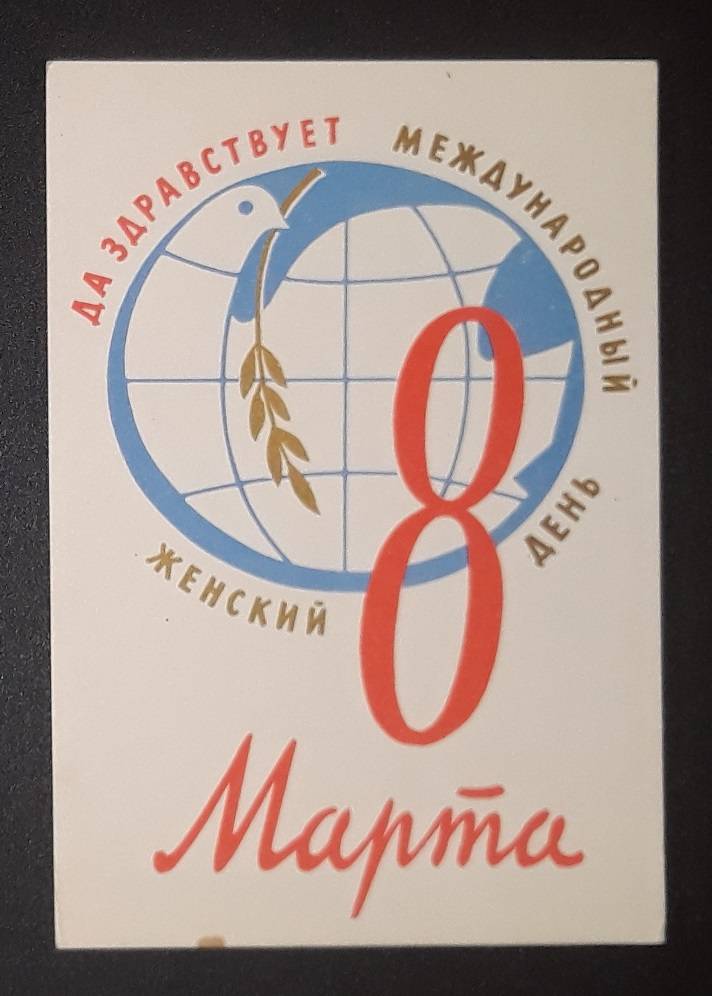 ДА ЗДРАВСТВУЕТ
МЕЖДУНАРОДНЫЙ
ЖЕНСКИЙ
ДЕНЬ
8
Марта